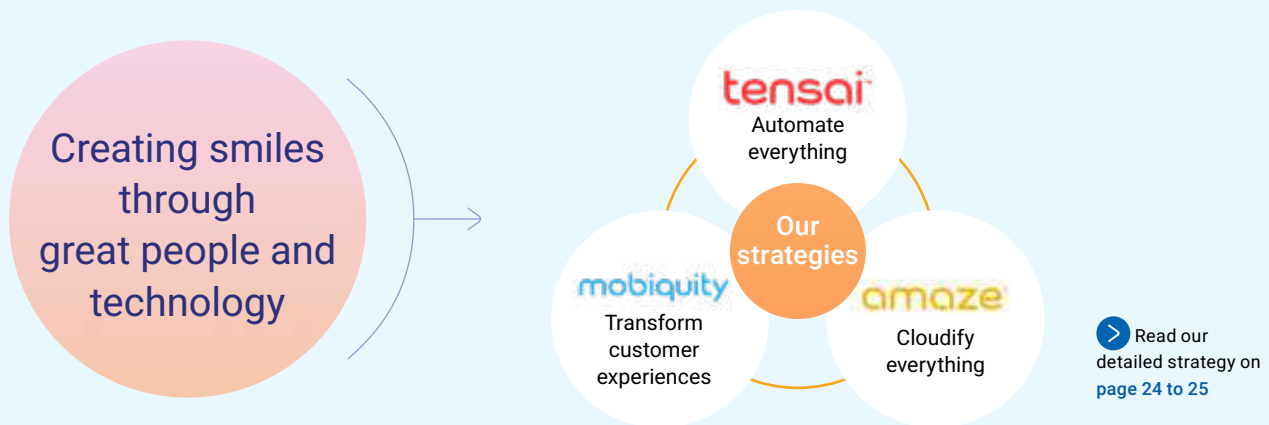 Creating smiles
through
great people and
technology
tensai™
Automate
everything
Our
strategies
mobiquity
Transform
customer
experiences
amaze®
Cloudify
everything
Read our
detailed strategy on
page 24 to 25